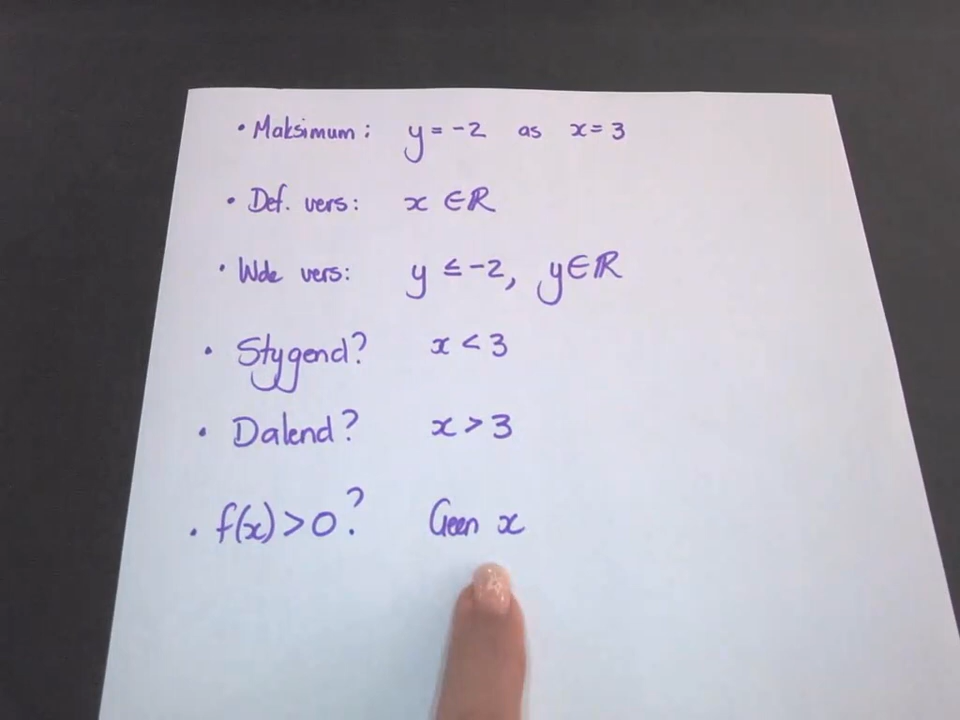 • Maksimum: y = -2 as x = 3
• Def. vers: x ∈ ℝ
• Wde vers: y ≤ -2, y ∈ ℝ
• Stygend? x < 3
• Dalend? x > 3
• f(x) > 0? Geen x